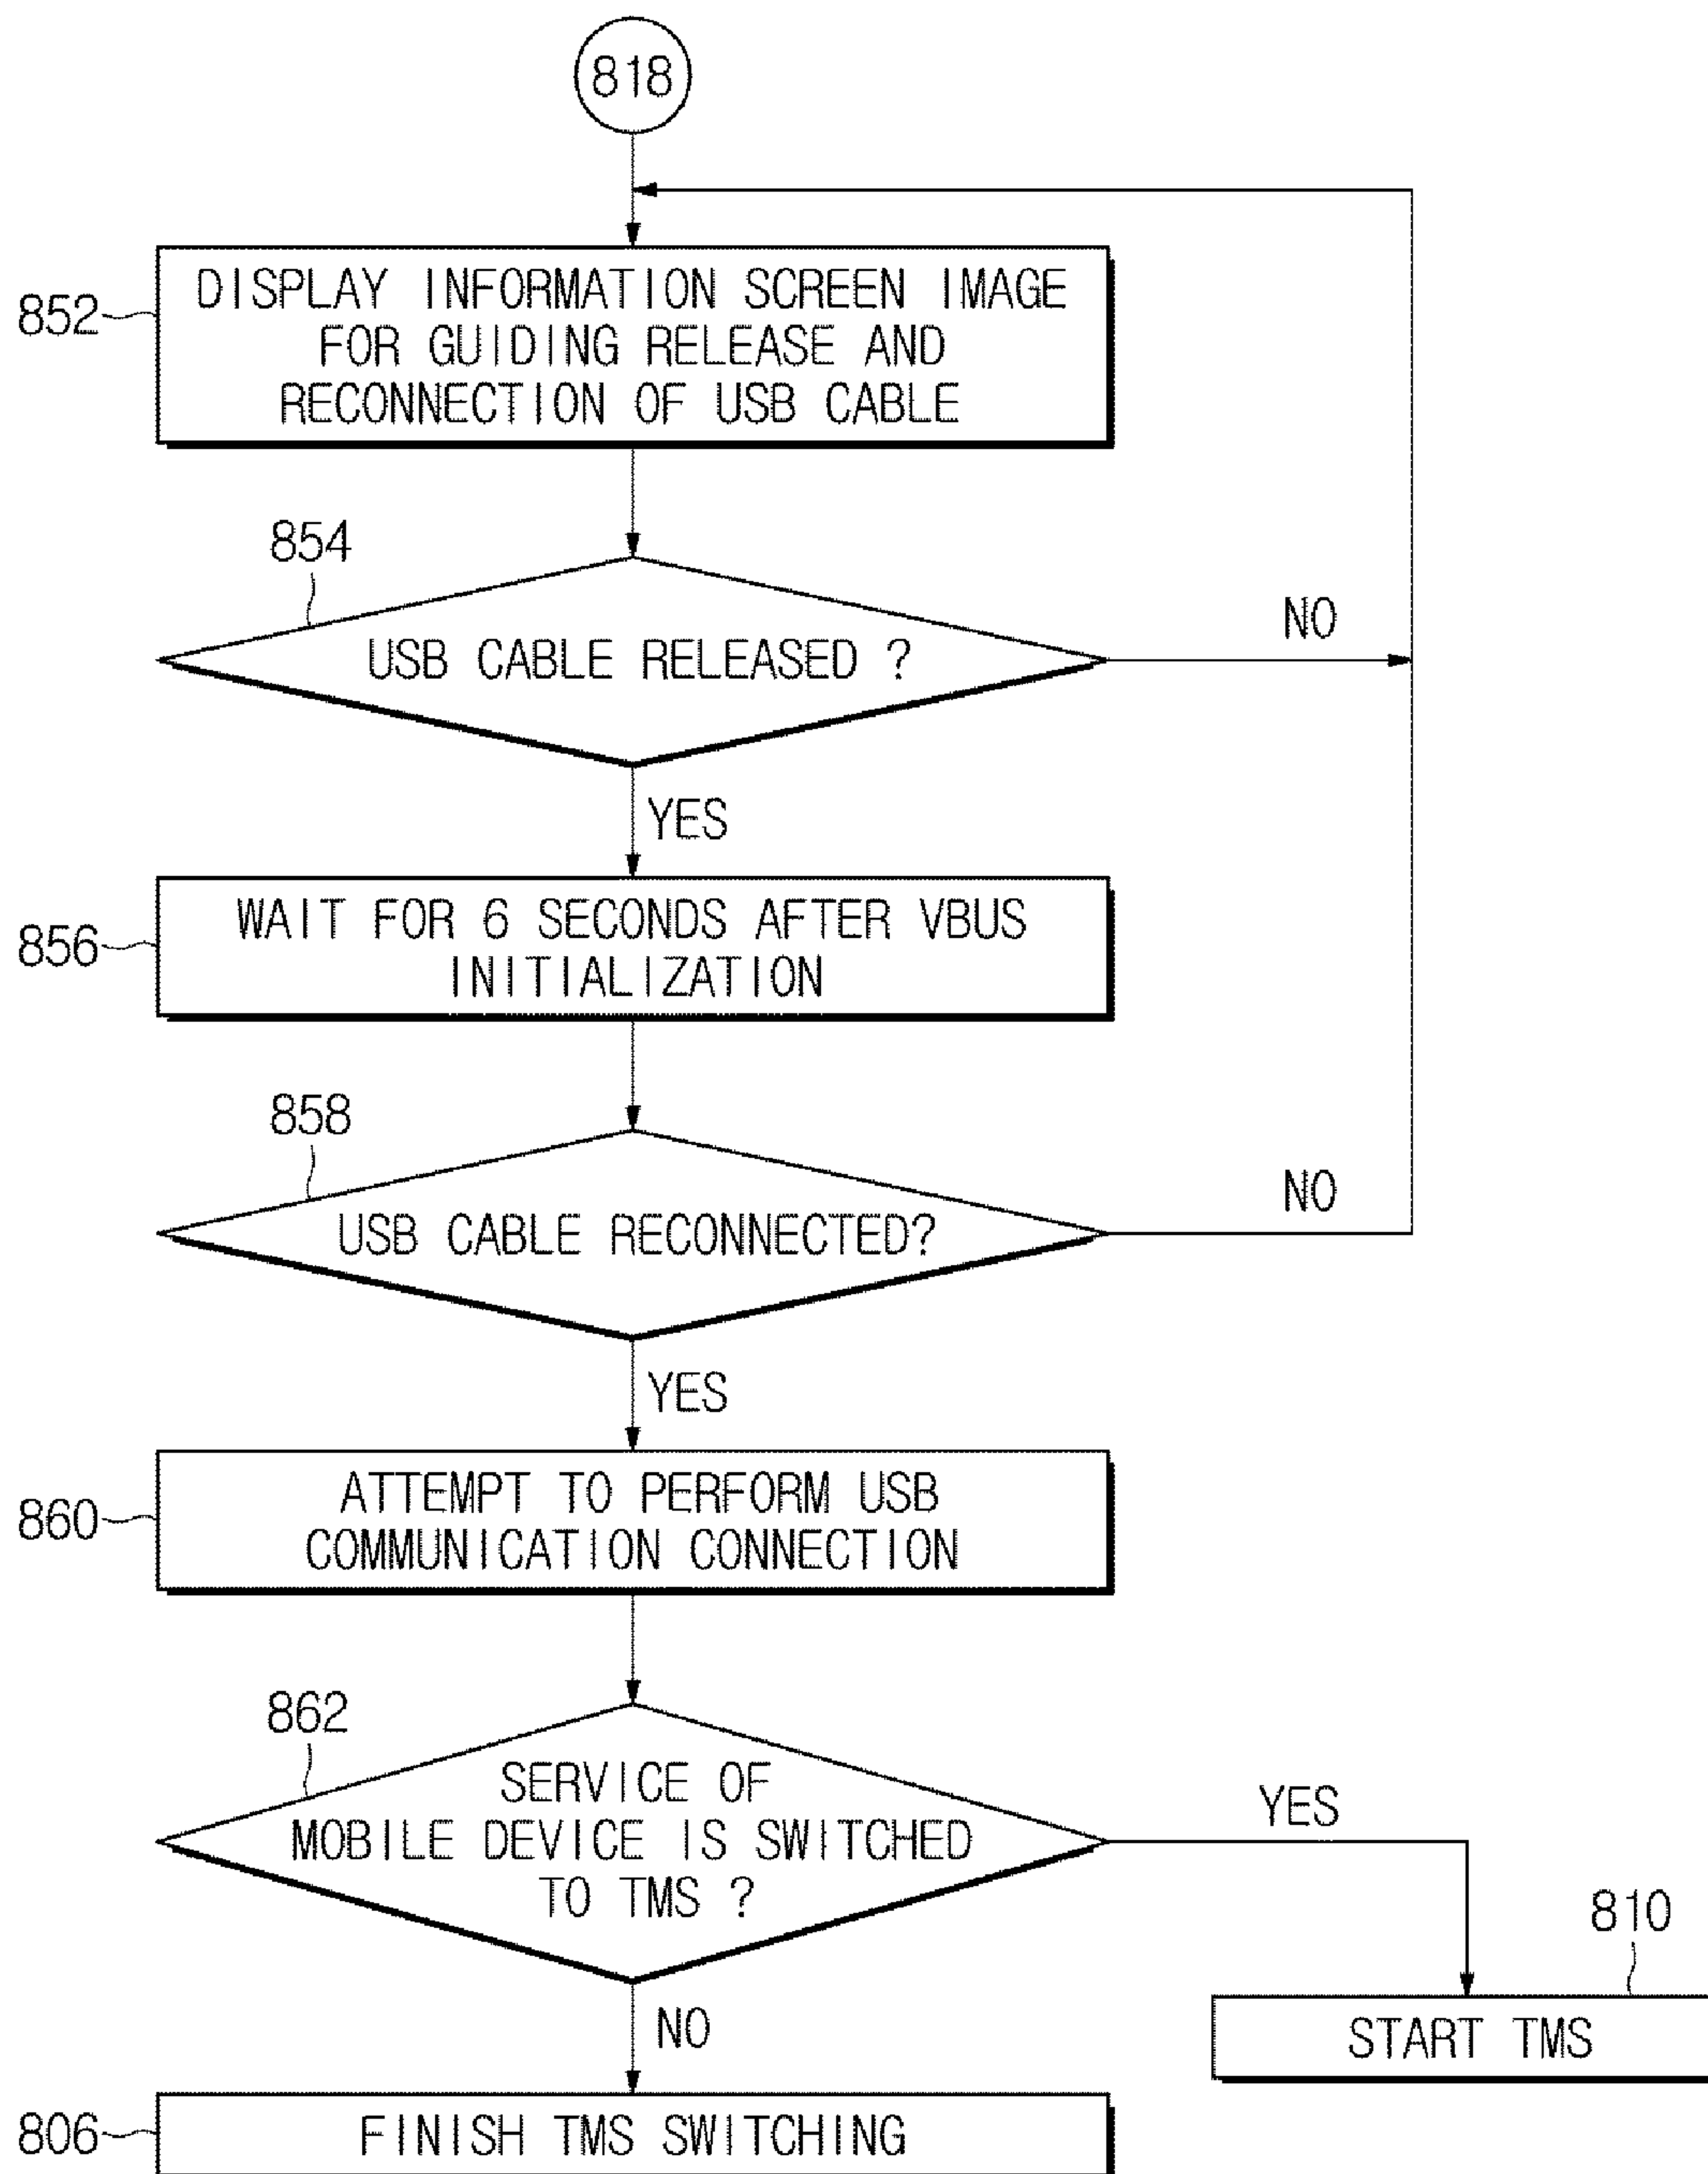 818
852
DISPLAY INFORMATION SCREEN IMAGE
FOR GUIDING RELEASE AND
RECONNECTION OF USB CABLE
854
USB CABLE RELEASED ?
NO
YES
856
WAIT FOR 6 SECONDS AFTER VBUS
INITIALIZATION
858
USB CABLE RECONNECTED?
NO
YES
860
ATTEMPT TO PERFORM USB
COMMUNICATION CONNECTION
862
SERVICE OF
MOBILE DEVICE IS SWITCHED
TO TMS ?
YES
NO
810
START TMS
806
FINISH TMS SWITCHING